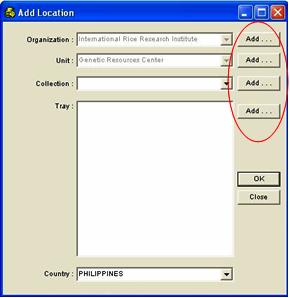 Add Location
Organization : International Rice Research Institute Add . . .
Unit : Genetic Resources Center Add . . .
Collection : Add . . .
Tray : Add . . .
OK
Close
Country : PHILIPPINES